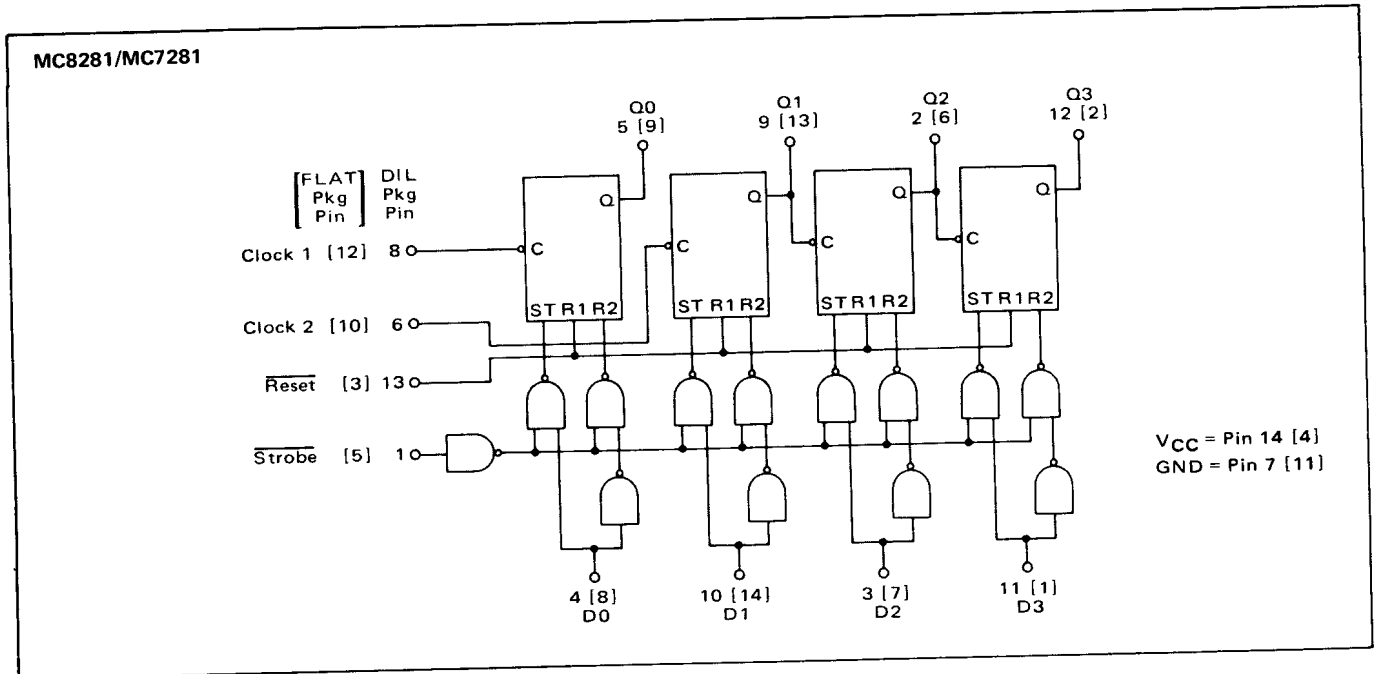 MC8281/MC7281
Q0
5 [9]
Q1
9 [13]
Q2
2 [6]
Q3
12 [2]
[FLAT Pkg Pin] DIL Pkg Pin
Q
Q
Q
Q
Clock 1 [12] 8
C
C
C
C
ST R1 R2
ST R1 R2
ST R1 R2
ST R1 R2
Clock 2 [10] 6
Reset [3] 13
Strobe [5] 1
VCC = Pin 14 [4]
GND = Pin 7 [11]
4 [8]
D0
10 [14]
D1
3 [7]
D2
11 [1]
D3